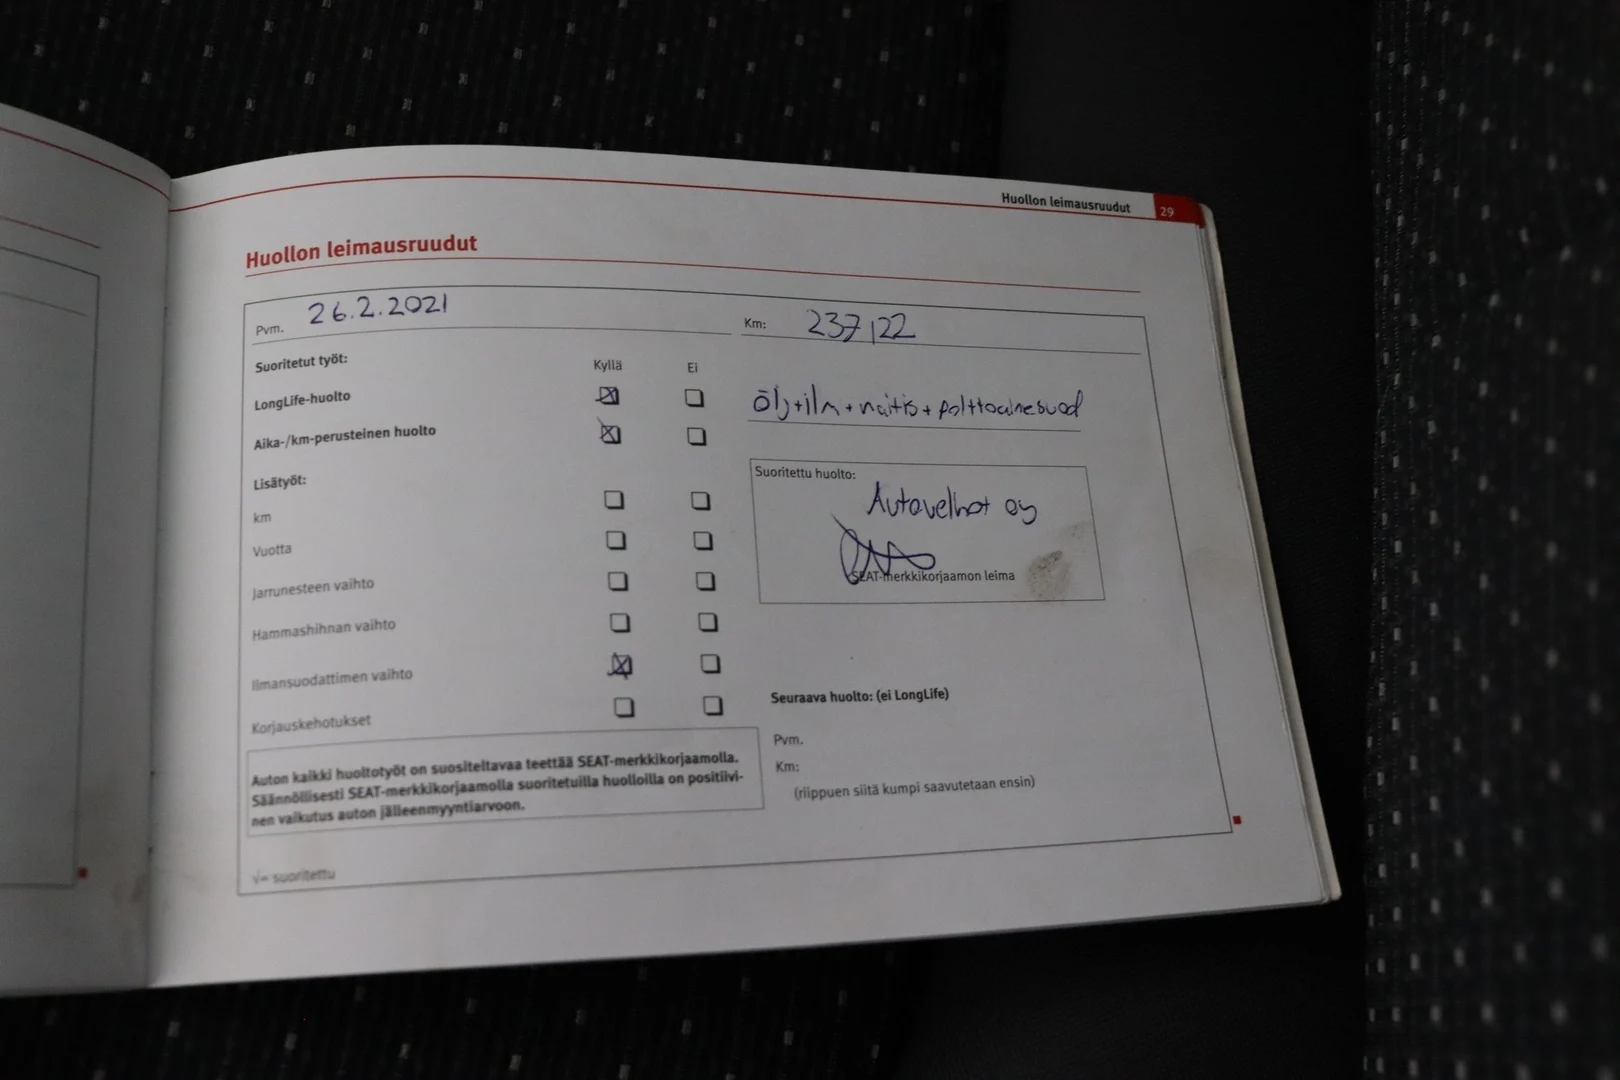 Huollon leimausruudut 29
Huollon leimausruudut
Pvm. 26.2.2021
Km: 237122
Suoritetut työt:
Kyllä Ei
LongLife-huolto
Aika-/km-perusteinen huolto
Lisätyöt:
km
Vuotta
Jarrunesteen vaihto
Hammashihnan vaihto
Ilmansuodattimen vaihto
Korjauskehotukset
Auton kaikki huoltotyöt on suositeltavaa teettää SEAT-merkkikorjaamolla.
Säännöllisesti SEAT-merkkikorjaamolla suoritetuilla huolloilla on positiivi-
nen vaikutus auton jälleenmyyntiarvoon.
√= suoritettu
ölj+ilm+raitis+polttoainesuod
Suoritettu huolto:
Autovelhot oy
SEAT-merkkikorjaamon leima
Seuraava huolto: (ei LongLife)
Pvm.
Km:
(riippuen siitä kumpi saavutetaan ensin)